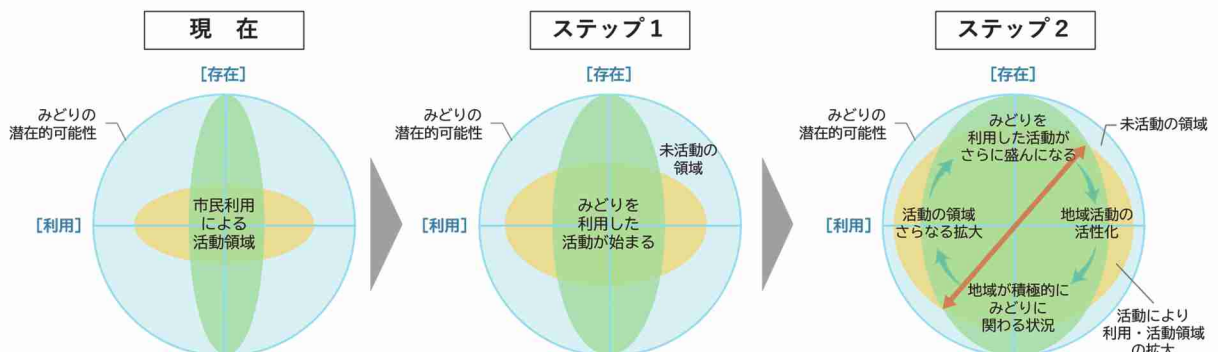 現　在
[存在]
みどりの
潜在的可能性
[利用]
市民利用
による
活動領域
ステップ1
[存在]
みどりの
潜在的可能性
未活動の
領域
[利用]
みどりを
利用した
活動が始まる
ステップ2
[存在]
みどりの
潜在的可能性
未活動の領域
みどりを
利用した活動が
さらに盛んになる
[利用]
活動の領域
さらなる拡大
地域活動の
活性化
地域が積極的に
みどりに
関わる状況
活動により
利用・活動領域
の拡大